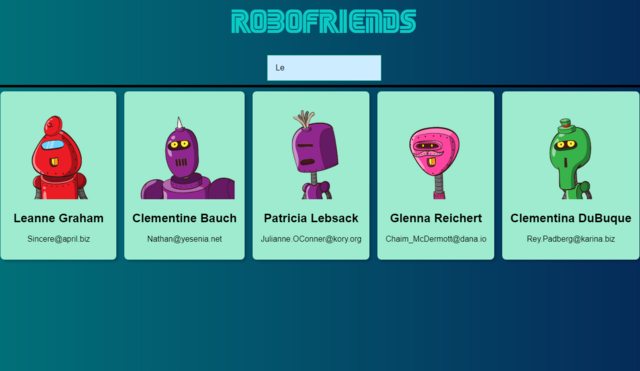 ROBOFRIENDS
Le
Leanne Graham
Sincere@april.biz
Clementine Bauch
Nathan@yesenia.net
Patricia Lebsack
Julianne.OConner@kory.org
Glenna Reichert
Chaim_McDermott@dana.io
Clementina DuBuque
Rey.Padberg@karina.biz